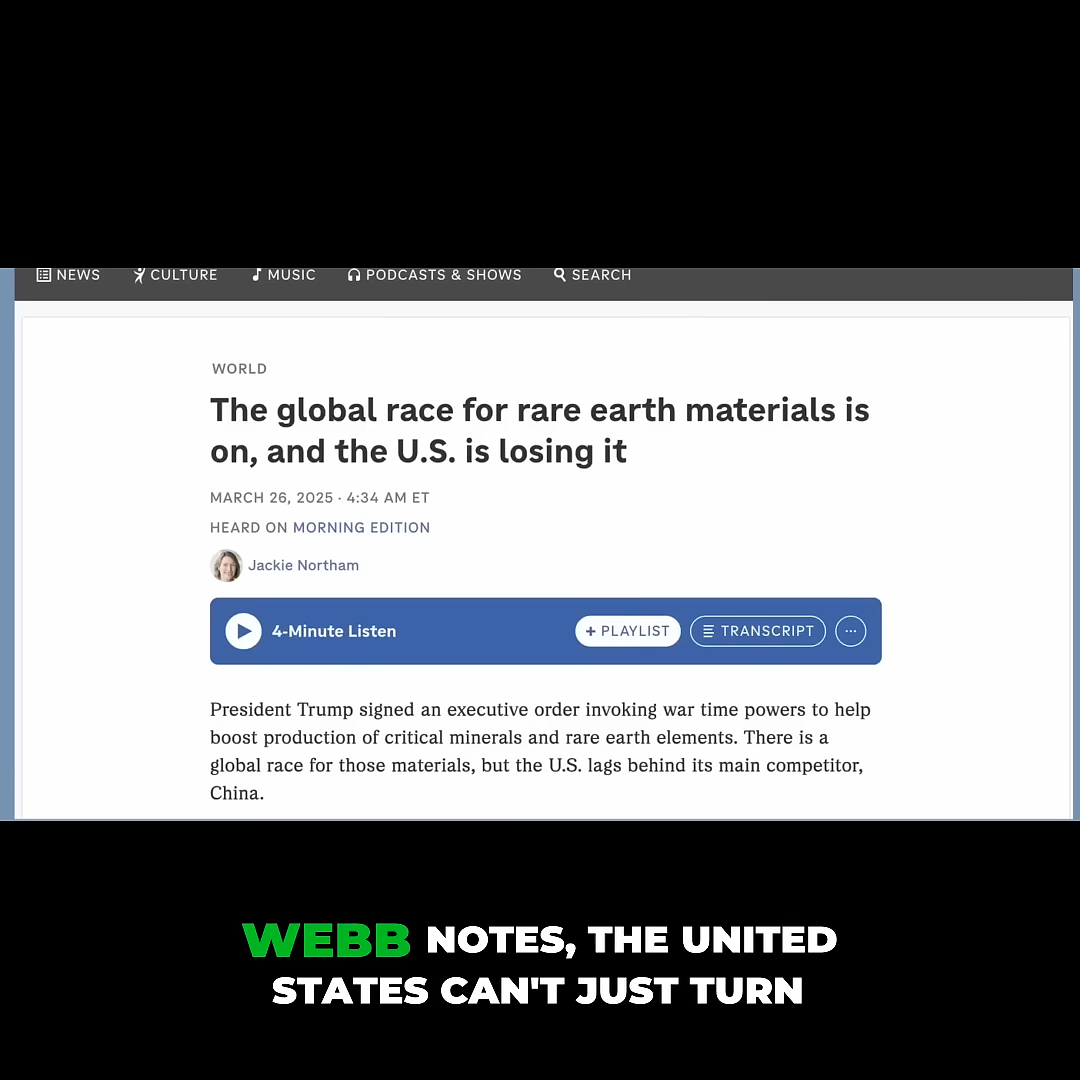 NEWS CULTURE MUSIC PODCASTS & SHOWS SEARCH
WORLD
The global race for rare earth materials is
on, and the U.S. is losing it
MARCH 26, 2025 · 4:34 AM ET
HEARD ON MORNING EDITION
Jackie Northam
4-Minute Listen + PLAYLIST TRANSCRIPT
President Trump signed an executive order invoking war time powers to help
boost production of critical minerals and rare earth elements. There is a
global race for those materials, but the U.S. lags behind its main competitor,
China.
WEBB NOTES, THE UNITED
STATES CAN'T JUST TURN